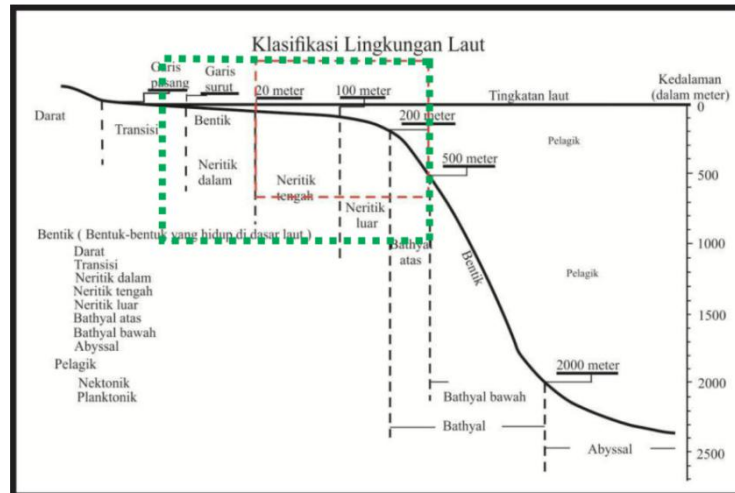 Klasifikasi Lingkungan Laut
Garis
pasang
Garis
surut
20 meter
100 meter
Tingkatan laut
Kedalaman
(dalam meter)
0
Darat
Transisi
Bentik
200 meter
Pelagik
500 meter
500
Neritik
dalam
Neritik
tengah
Neritik
luar
Bentik ( Bentuk-bentuk yang hidup di dasar laut )
Bathyal
atas
1000
Darat
Transisi
Neritik dalam
Neritik tengah
Neritik luar
Bathyal atas
Bathyal bawah
Abyssal
Bentik
Pelagik
1500
Pelagik
Nektonik
Planktonik
2000 meter
2000
Bathyal bawah
Bathyal
Abyssal
2500